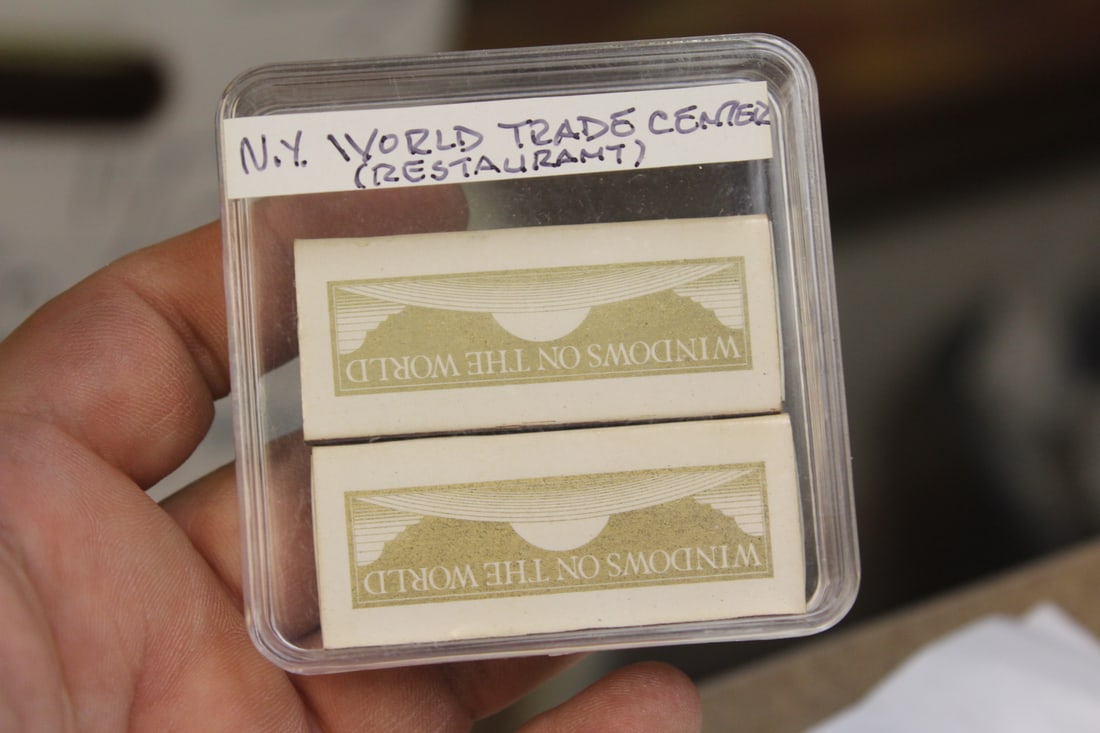 N.Y. WORLD TRADE CENTER
(RESTAURANT)
WINDOWS ON THE WORLD
WINDOWS ON THE WORLD